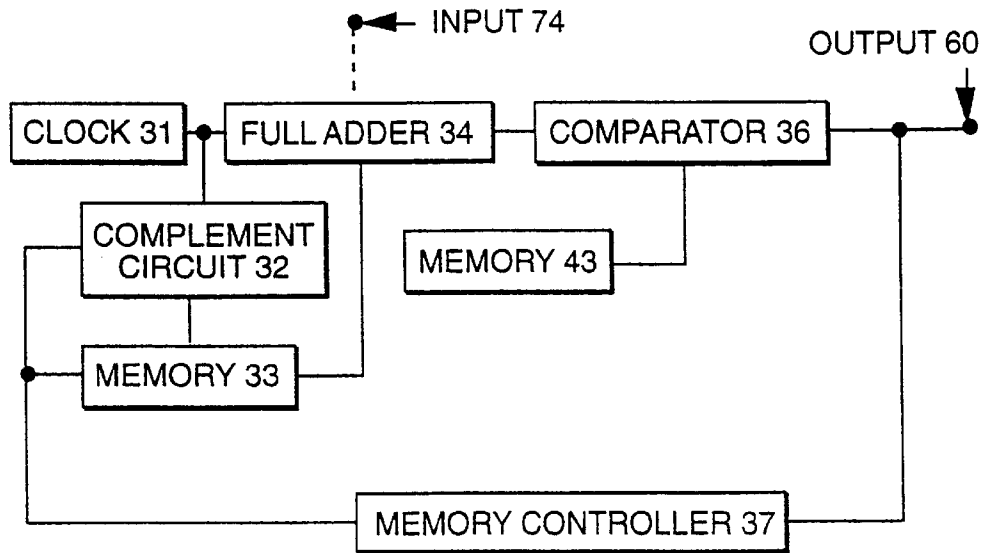 INPUT 74
OUTPUT 60
CLOCK 31
FULL ADDER 34
COMPARATOR 36
COMPLEMENT
CIRCUIT 32
MEMORY 43
MEMORY 33
MEMORY CONTROLLER 37